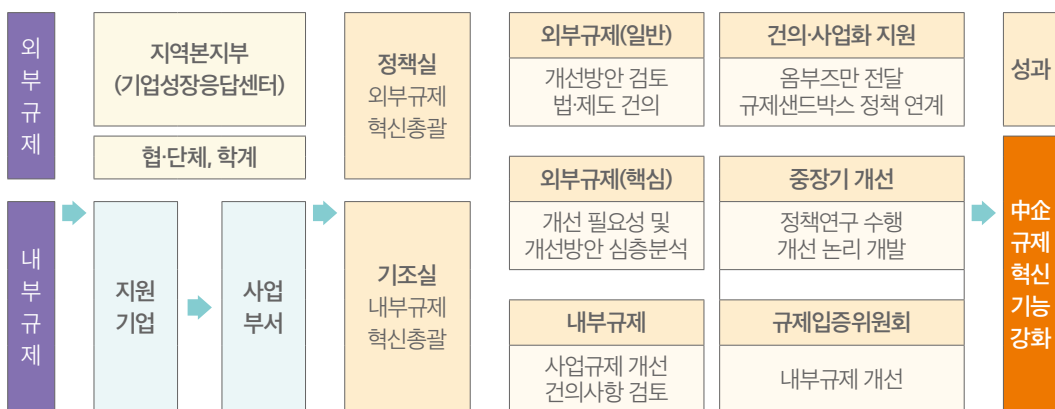 외부규제
지역본지부
(기업성장응답센터)
협·단체, 학계
정책실
외부규제
혁신총괄
외부규제(일반)
개선방안 검토
법·제도 건의
건의·사업화 지원
옴부즈만 전달
규제샌드박스 정책 연계
성과
외부규제(핵심)
개선 필요성 및
개선방안 심층분석
중장기 개선
정책연구 수행
개선 논리 개발
내부규제
지원
기업
사업
부서
기조실
내부규제
혁신총괄
내부규제
사업규제 개선
건의사항 검토
규제입증위원회
내부규제 개선
中企
규제
혁신
기능
강화